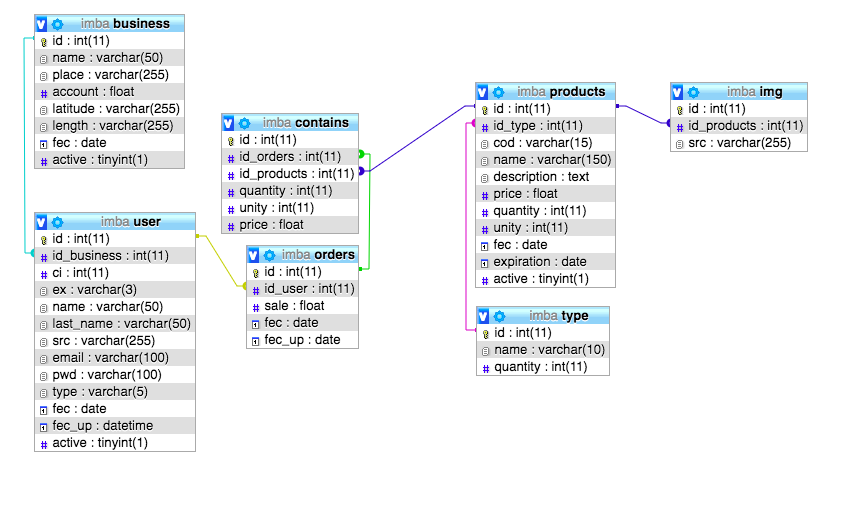 imba business
id : int(11)
name : varchar(50)
place : varchar(255)
account : float
latitude : varchar(255)
length : varchar(255)
fec : date
active : tinyint(1)
imba user
id : int(11)
id_business : int(11)
ci : int(11)
ex : varchar(3)
name : varchar(50)
last_name : varchar(50)
src : varchar(255)
email : varchar(100)
pwd : varchar(100)
type : varchar(5)
fec : date
fec_up : datetime
active : tinyint(1)
imba contains
id : int(11)
id_orders : int(11)
id_products : int(11)
quantity : int(11)
unity : int(11)
price : float
imba orders
id : int(11)
id_user : int(11)
sale : float
fec : date
fec_up : date
imba products
id : int(11)
id_type : int(11)
cod : varchar(15)
name : varchar(150)
description : text
price : float
quantity : int(11)
unity : int(11)
fec : date
expiration : date
active : tinyint(1)
imba type
id : int(11)
name : varchar(10)
quantity : int(11)
imba img
id : int(11)
id_products : int(11)
src : varchar(255)